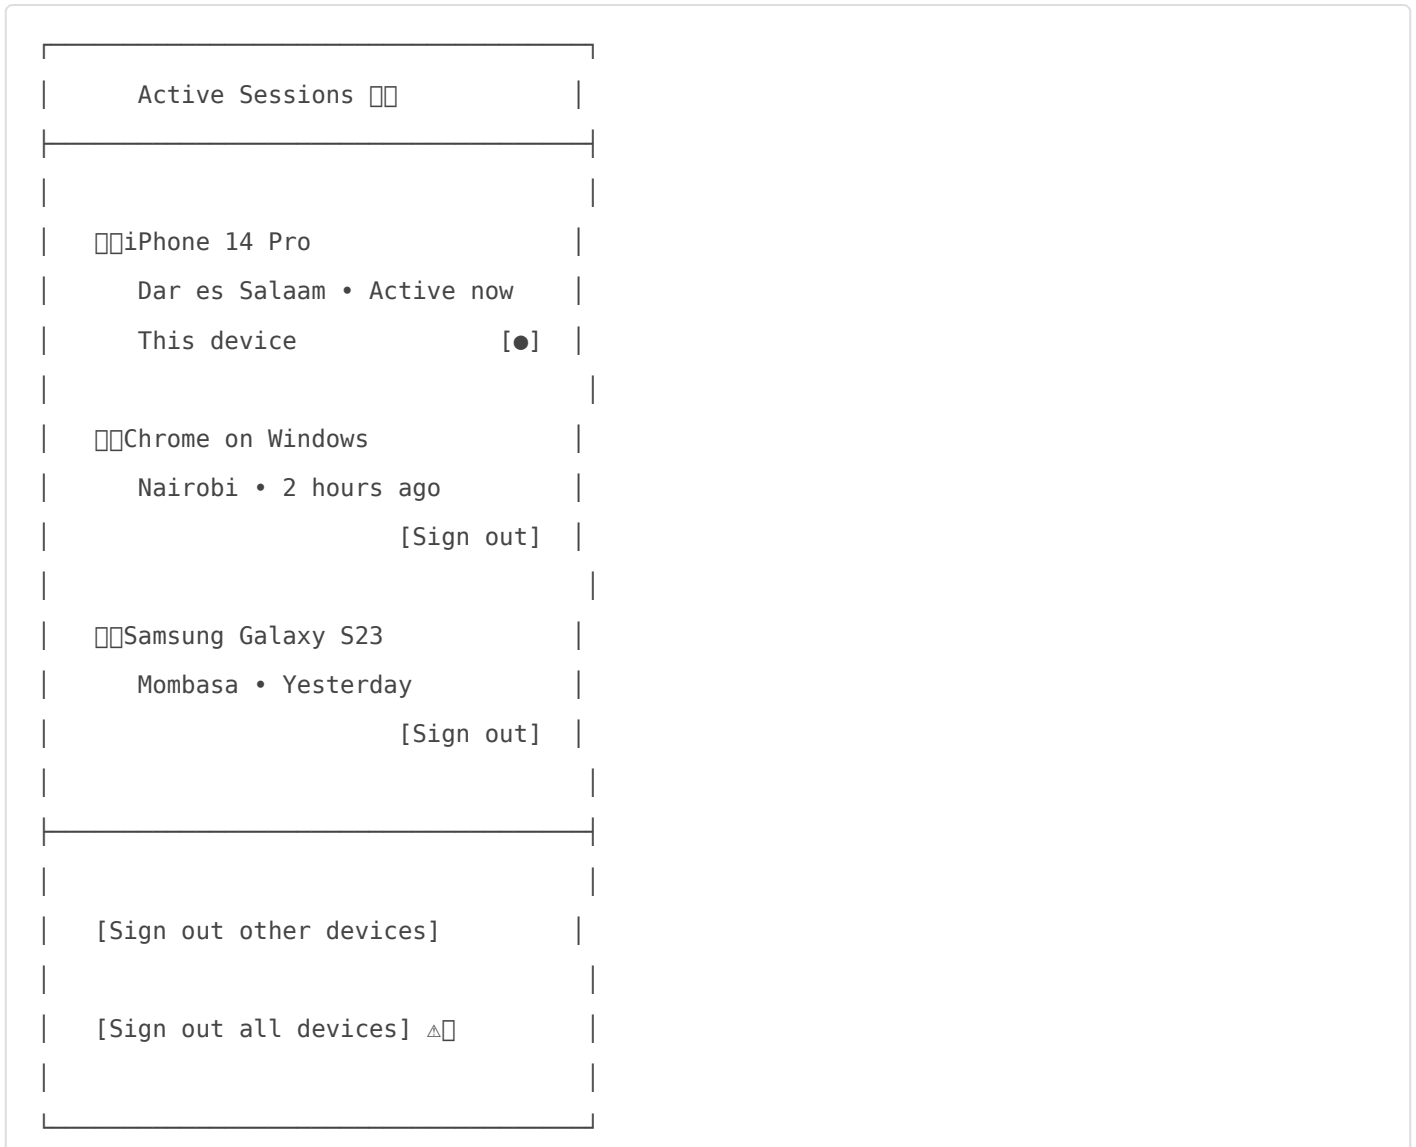 Active Sessions
iPhone 14 Pro
Dar es Salaam • Active now
This device [●]
Chrome on Windows
Nairobi • 2 hours ago
[Sign out]
Samsung Galaxy S23
Mombasa • Yesterday
[Sign out]
[Sign out other devices]
[Sign out all devices] ⚠